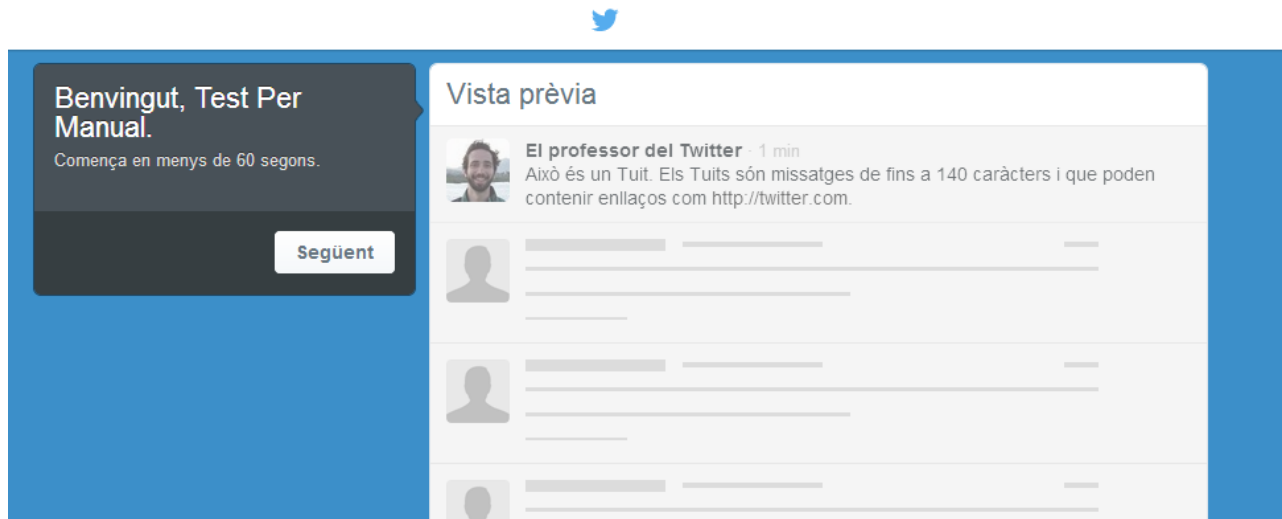 Benvingut, Test Per
Manual.
Comença en menys de 60 segons.
Següent
Vista prèvia
El professor del Twitter · 1 min
Això és un Tuit. Els Tuits són missatges de fins a 140 caràcters i que poden
contenir enllaços com http://twitter.com.